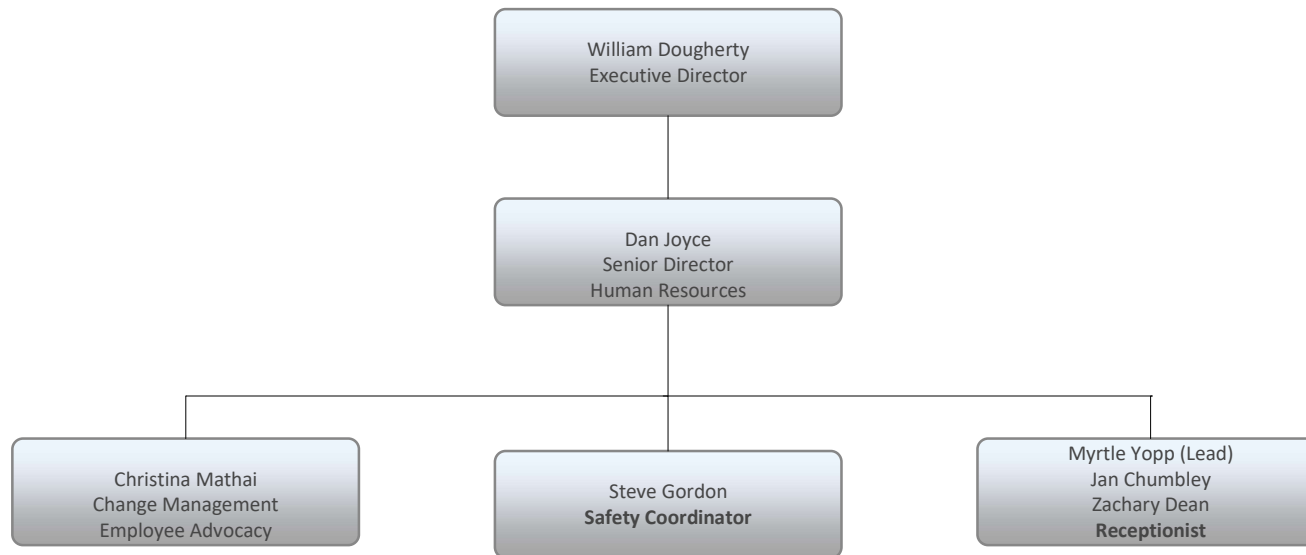 William Dougherty
Executive Director
Dan Joyce
Senior Director
Human Resources
Christina Mathai
Change Management
Employee Advocacy
Steve Gordon
Safety Coordinator
Myrtle Yopp (Lead)
Jan Chumbley
Zachary Dean
Receptionist